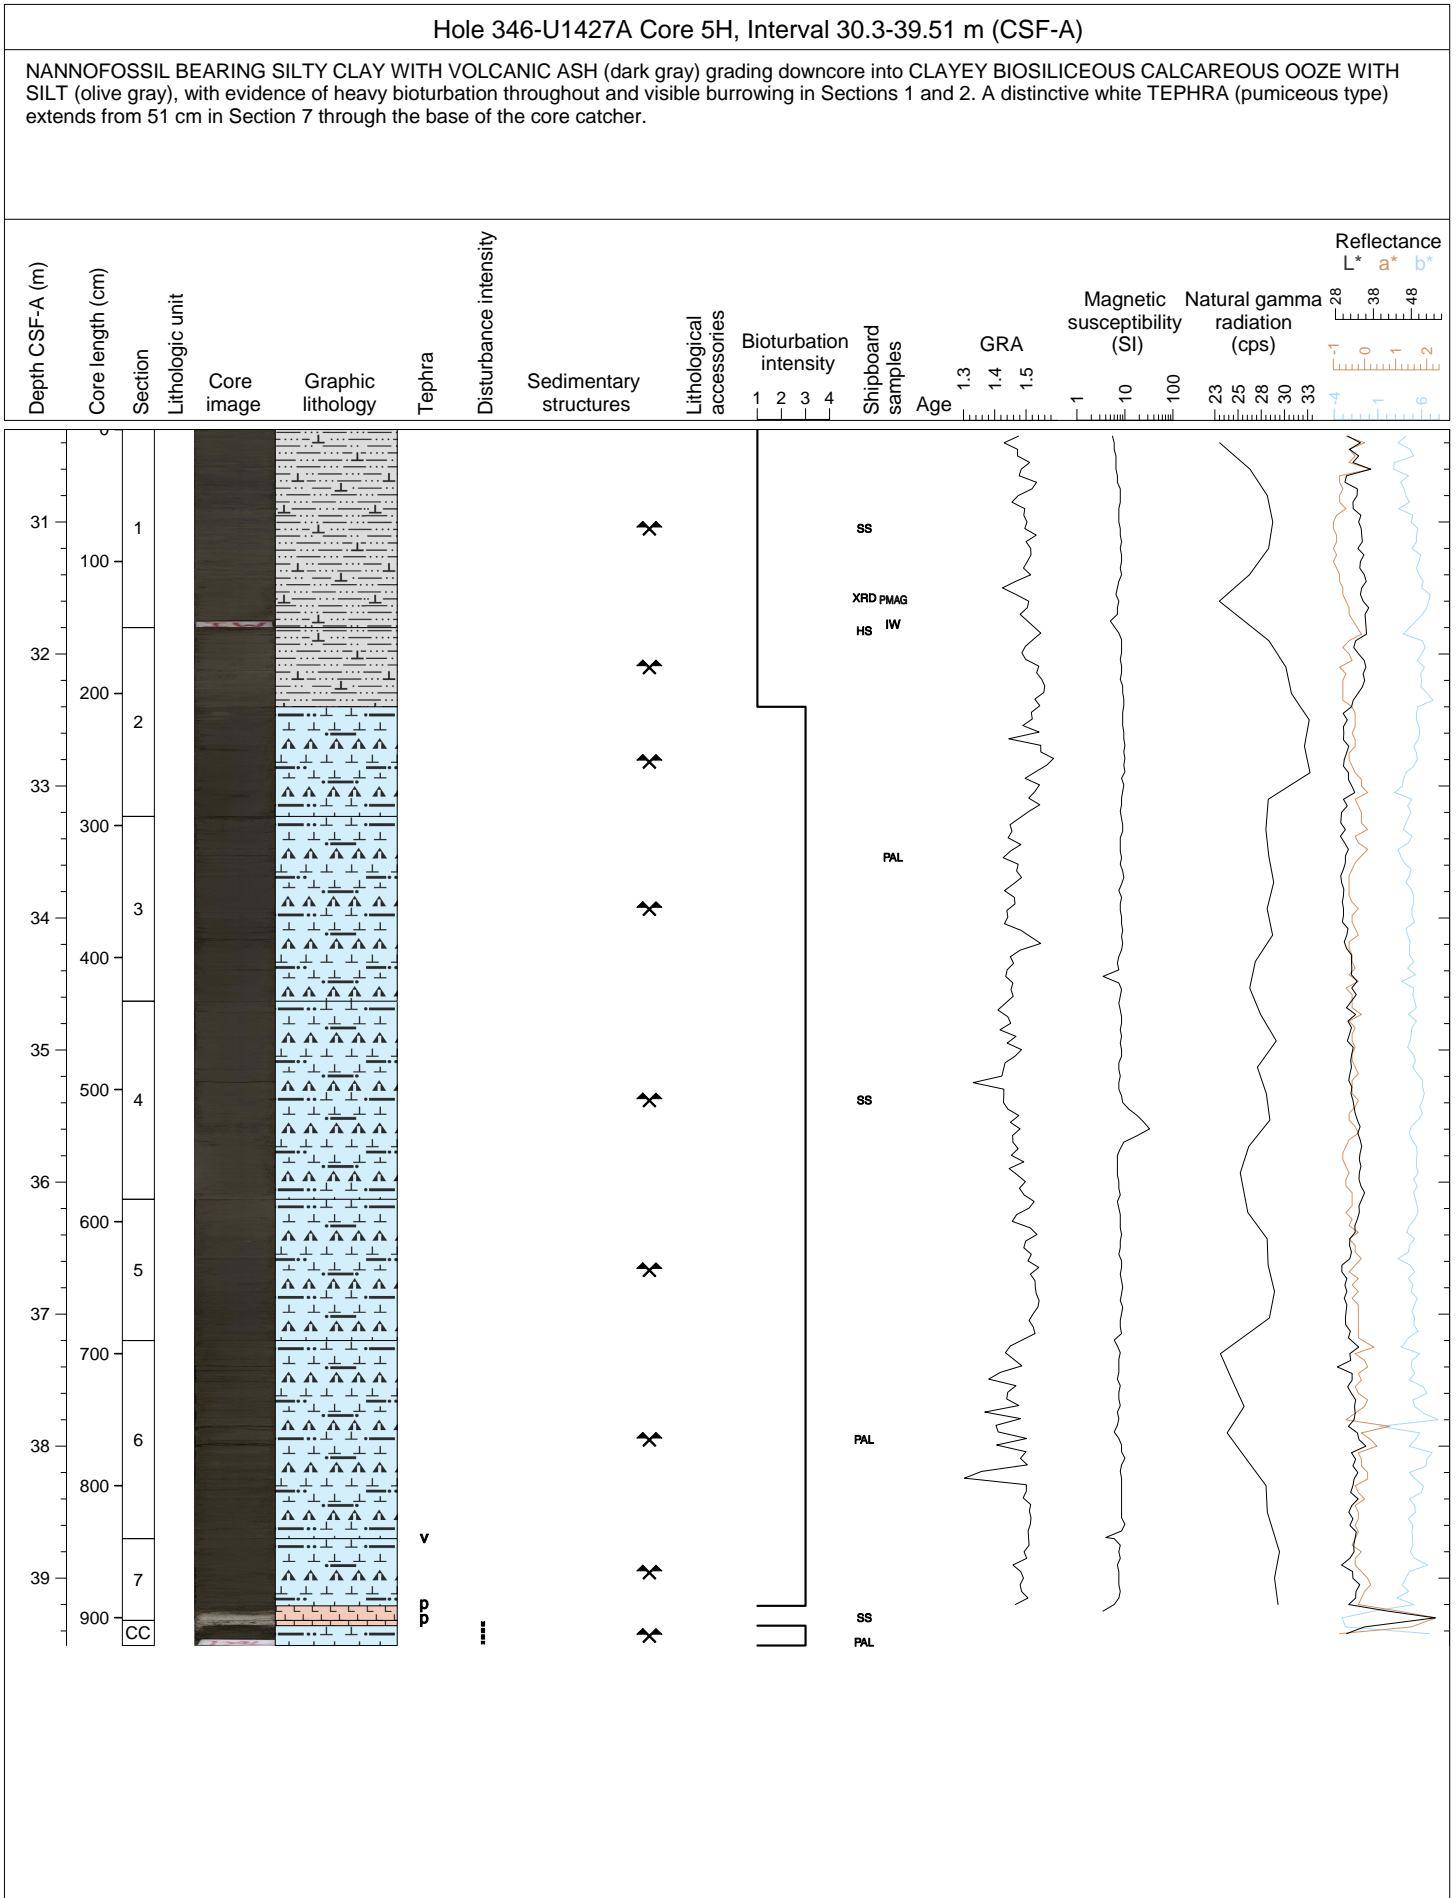 Hole 346-U1427A Core 5H, Interval 30.3-39.51 m (CSF-A)
NANNOFOSSIL BEARING SILTY CLAY WITH VOLCANIC ASH (dark gray) grading downcore into CLAYEY BIOSILICEOUS CALCAREOUS OOZE WITH
SILT (olive gray), with evidence of heavy bioturbation throughout and visible burrowing in Sections 1 and 2. A distinctive white TEPHRA (pumiceous type)
extends from 51 cm in Section 7 through the base of the core catcher.
Depth CSF-A (m)
Core length (cm)
Section
Lithologic unit
Core
image
Graphic
lithology
Tephra
Disturbance intensity
Sedimentary
structures
Lithological
accessories
Bioturbation
intensity
1 2 3 4
Shipboard
samples
Age
GRA
1.3 1.4 1.5
Magnetic
susceptibility
(SI)
1 10 100
Natural gamma
radiation
(cps)
23 25 28 30 33
Reflectance
L* a* b*
28 38 48
-1 0 1 2
-4 1 6
0
31
1
SS
100
XRD PMAG
IW
HS
32
200
2
33
300
PAL
3
34
400
35
500
4
SS
36
600
5
37
700
6
38
PAL
800
v
39
7
p
900
p
SS
CC
PAL